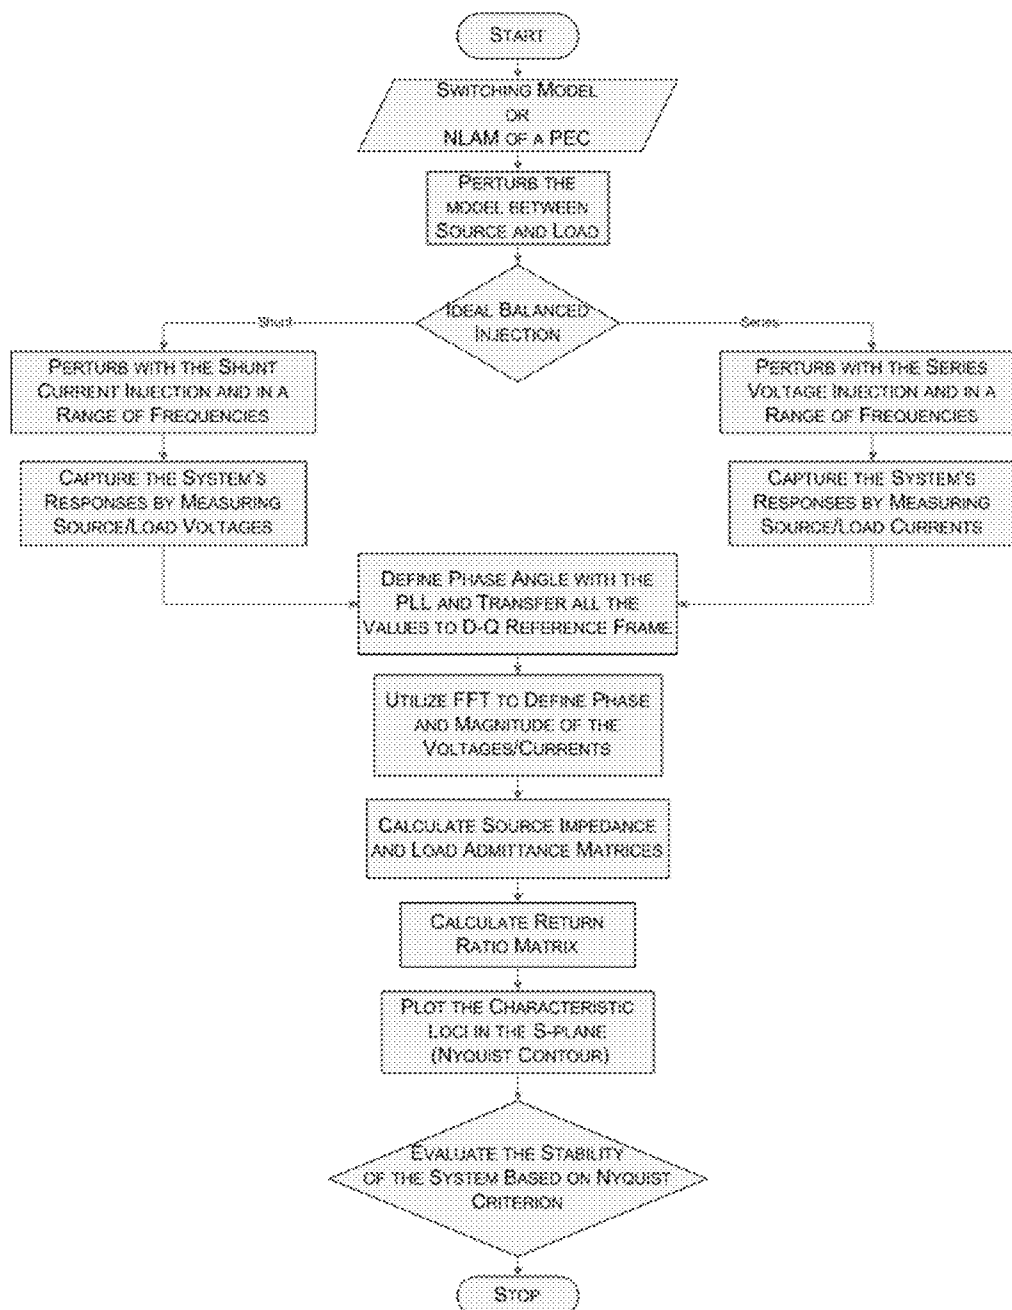 START
SWITCHING MODEL
OR
NLAM OF A PEC
PERTURB THE
MODEL BETWEEN
SOURCE AND LOAD
IDEAL BALANCED
INJECTION
Shunt
Series
PERTURB WITH THE SHUNT
CURRENT INJECTION AND IN A
RANGE OF FREQUENCIES
PERTURB WITH THE SERIES
VOLTAGE INJECTION AND IN A
RANGE OF FREQUENCIES
CAPTURE THE SYSTEM'S
RESPONSES BY MEASURING
SOURCE/LOAD VOLTAGES
CAPTURE THE SYSTEM'S
RESPONSES BY MEASURING
SOURCE/LOAD CURRENTS
DEFINE PHASE ANGLE WITH THE
PLL AND TRANSFER ALL THE
VALUES TO D-Q REFERENCE FRAME
UTILIZE FFT TO DEFINE PHASE
AND MAGNITUDE OF THE
VOLTAGES/CURRENTS
CALCULATE SOURCE IMPEDANCE
AND LOAD ADMITTANCE MATRICES
CALCULATE RETURN
RATIO MATRIX
PLOT THE CHARACTERISTIC
LOCI IN THE S-PLANE
(NYQUIST CONTOUR)
EVALUATE THE STABILITY
OF THE SYSTEM BASED ON NYQUIST
CRITERION
STOP